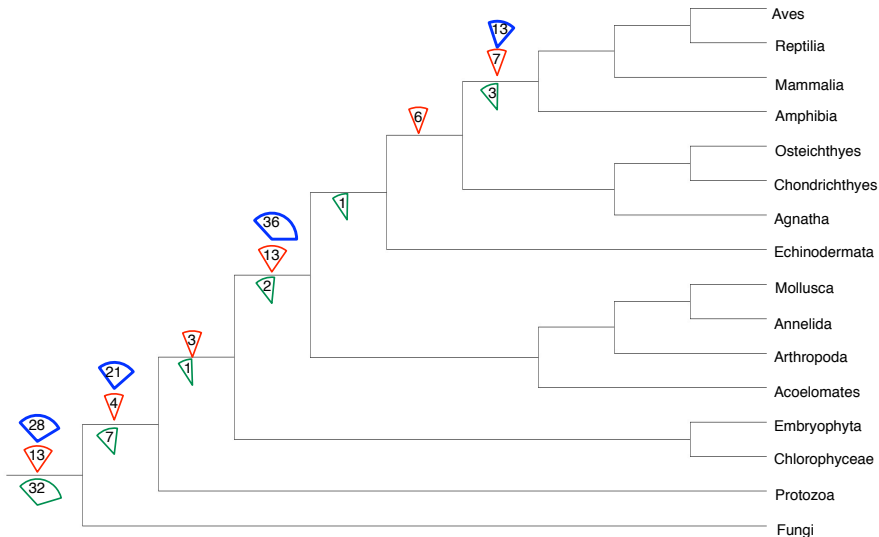 Aves
13
Reptilia
7
Mammalia
3
Amphibia
6
Osteichthyes
Chondrichthyes
1
Agnatha
36
Echinodermata
13
2
Mollusca
Annelida
3
Arthropoda
1
21
Acoelomates
4
Embryophyta
28
7
Chlorophyceae
13
32
Protozoa
Fungi